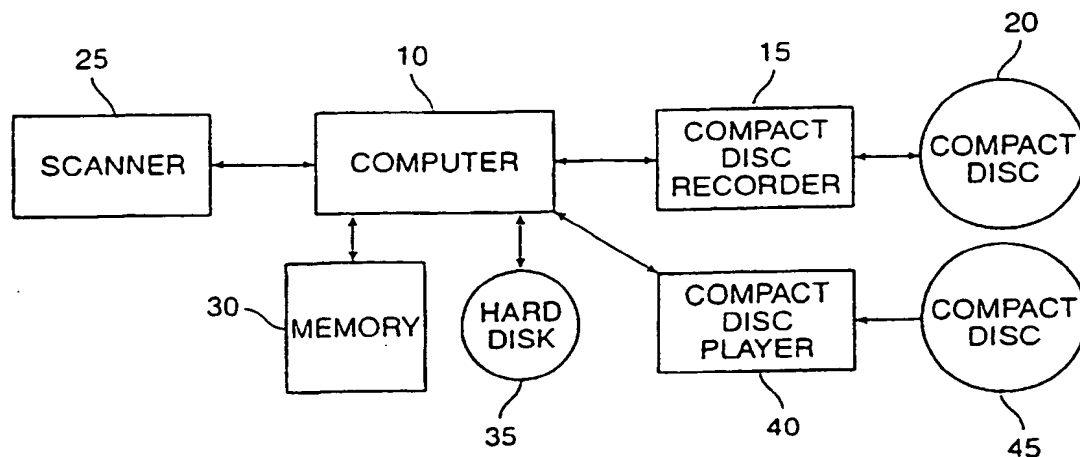 25
10
15
20
SCANNER
COMPUTER
COMPACT
DISC
RECORDER
COMPACT
DISC
30
MEMORY
HARD
DISK
35
COMPACT
DISC
PLAYER
40
COMPACT
DISC
45